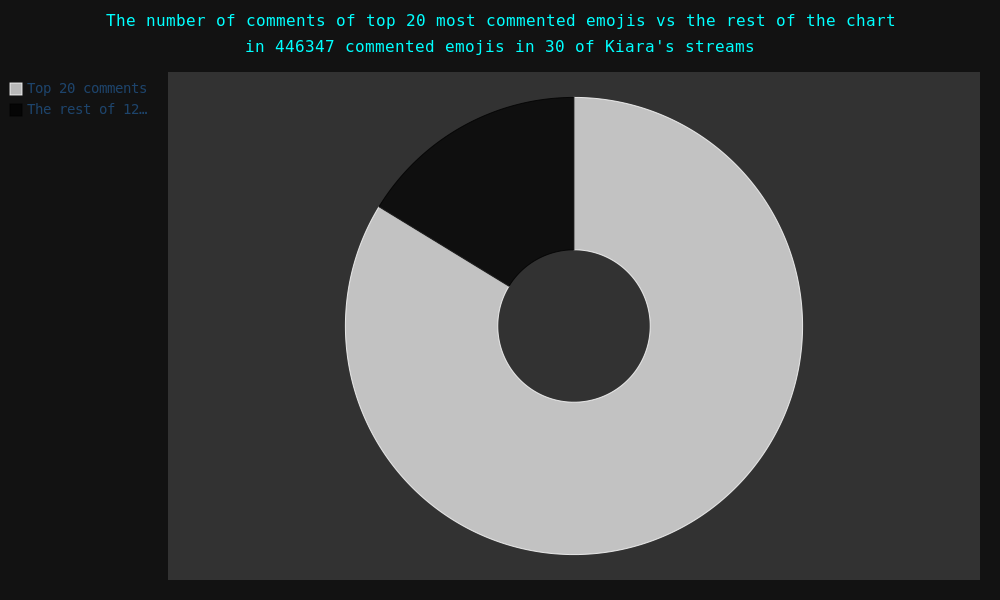 The number of comments of top 20 most commented emojis vs the rest of the chart
in 446347 commented emojis in 30 of Kiara's streams
Top 20 comments
The rest of 12…